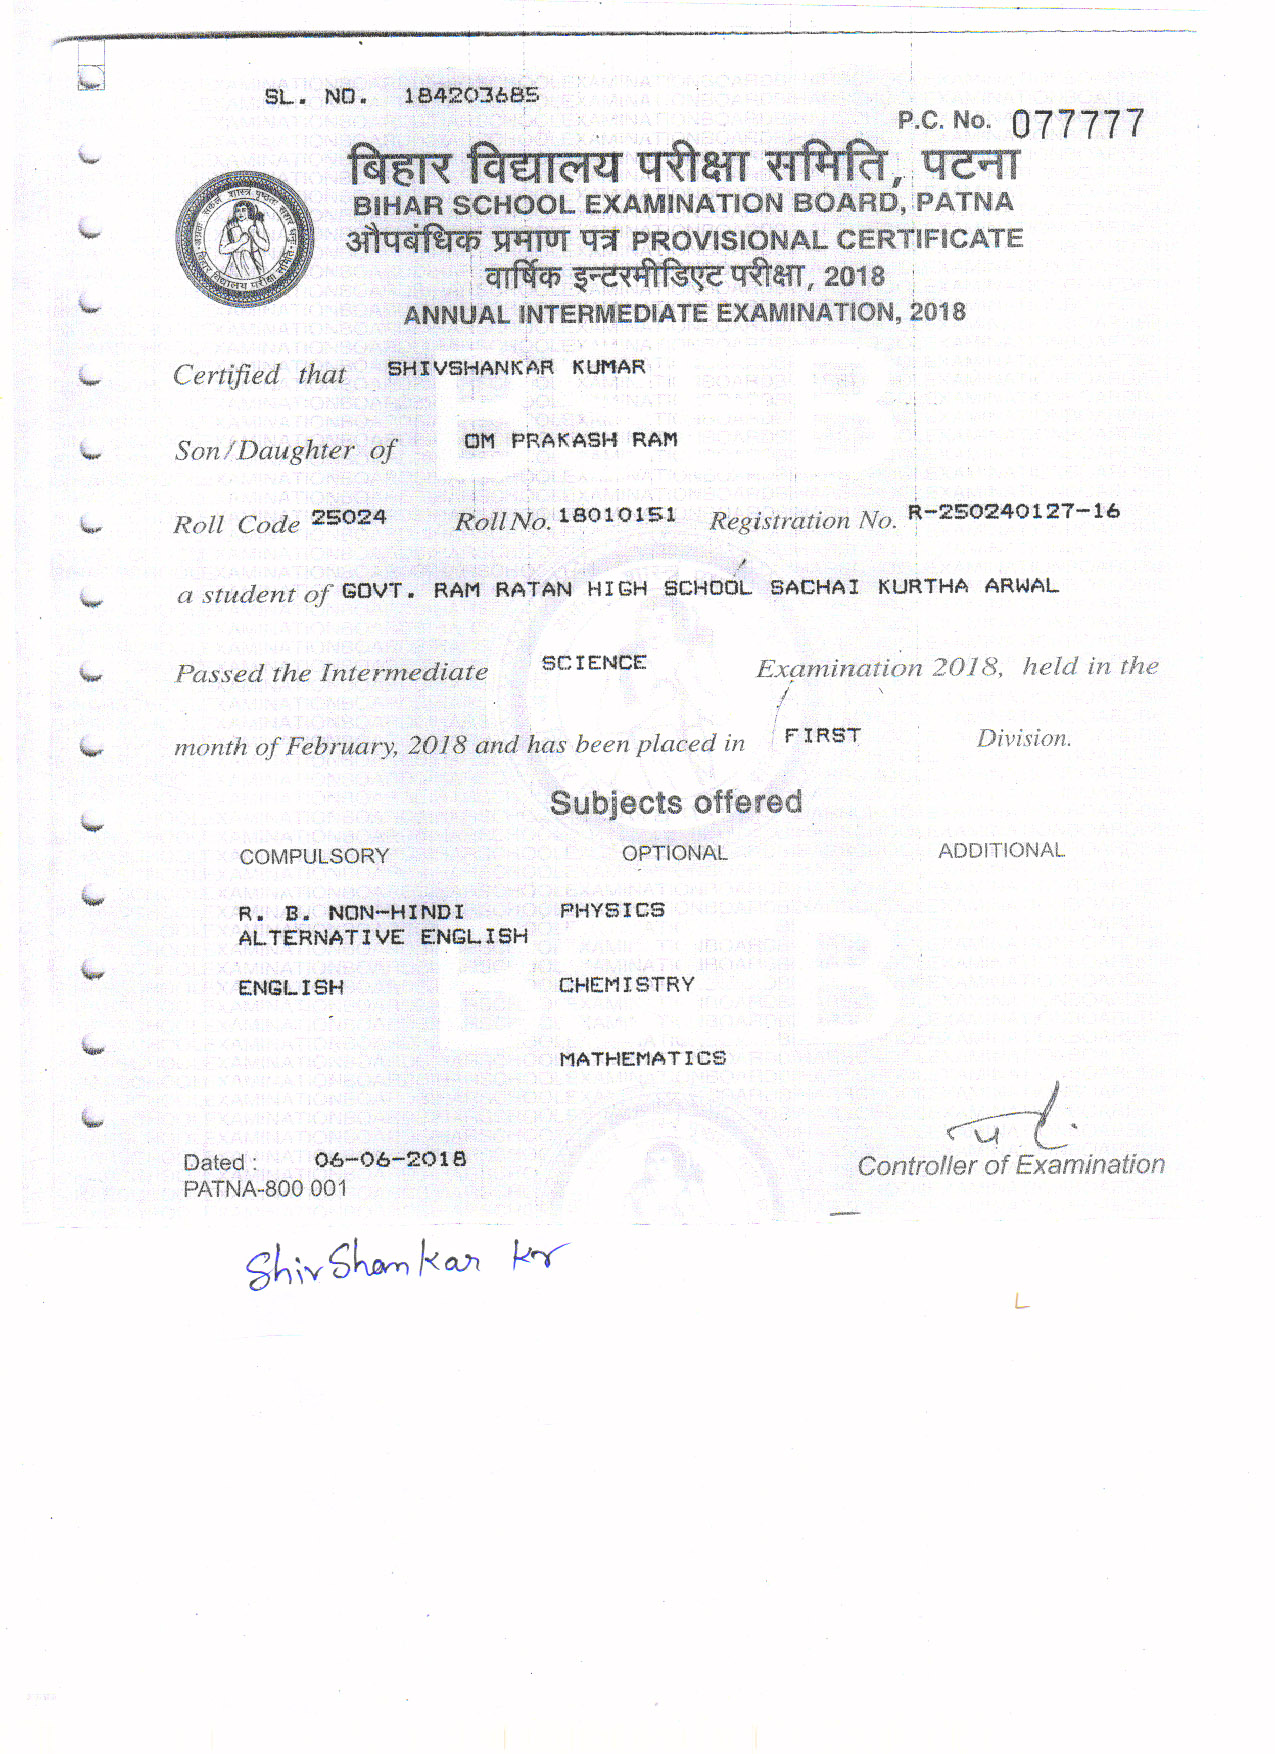 SL. NO. 184203685
P.C. No. 077777
बिहार विद्यालय परीक्षा समिति, पटना
BIHAR SCHOOL EXAMINATION BOARD, PATNA
औपबंधिक प्रमाण पत्र PROVISIONAL CERTIFICATE
वार्षिक इन्टरमीडिएट परीक्षा, 2018
ANNUAL INTERMEDIATE EXAMINATION, 2018
Certified that SHIVSHANKAR KUMAR
Son/Daughter of OM PRAKASH RAM
Roll Code 25024 Roll No. 18010151 Registration No. R-250240127-16
a student of GOVT. RAM RATAN HIGH SCHOOL SACHAI KURTHA ARWAL
Passed the Intermediate SCIENCE Examination 2018, held in the
month of February, 2018 and has been placed in FIRST Division.
Subjects offered
COMPULSORY OPTIONAL ADDITIONAL
R. B. NON-HINDI PHYSICS
ALTERNATIVE ENGLISH
ENGLISH CHEMISTRY
MATHEMATICS
Dated : 06-06-2018
Controller of Examination
PATNA-800 001
ShivShankar kr